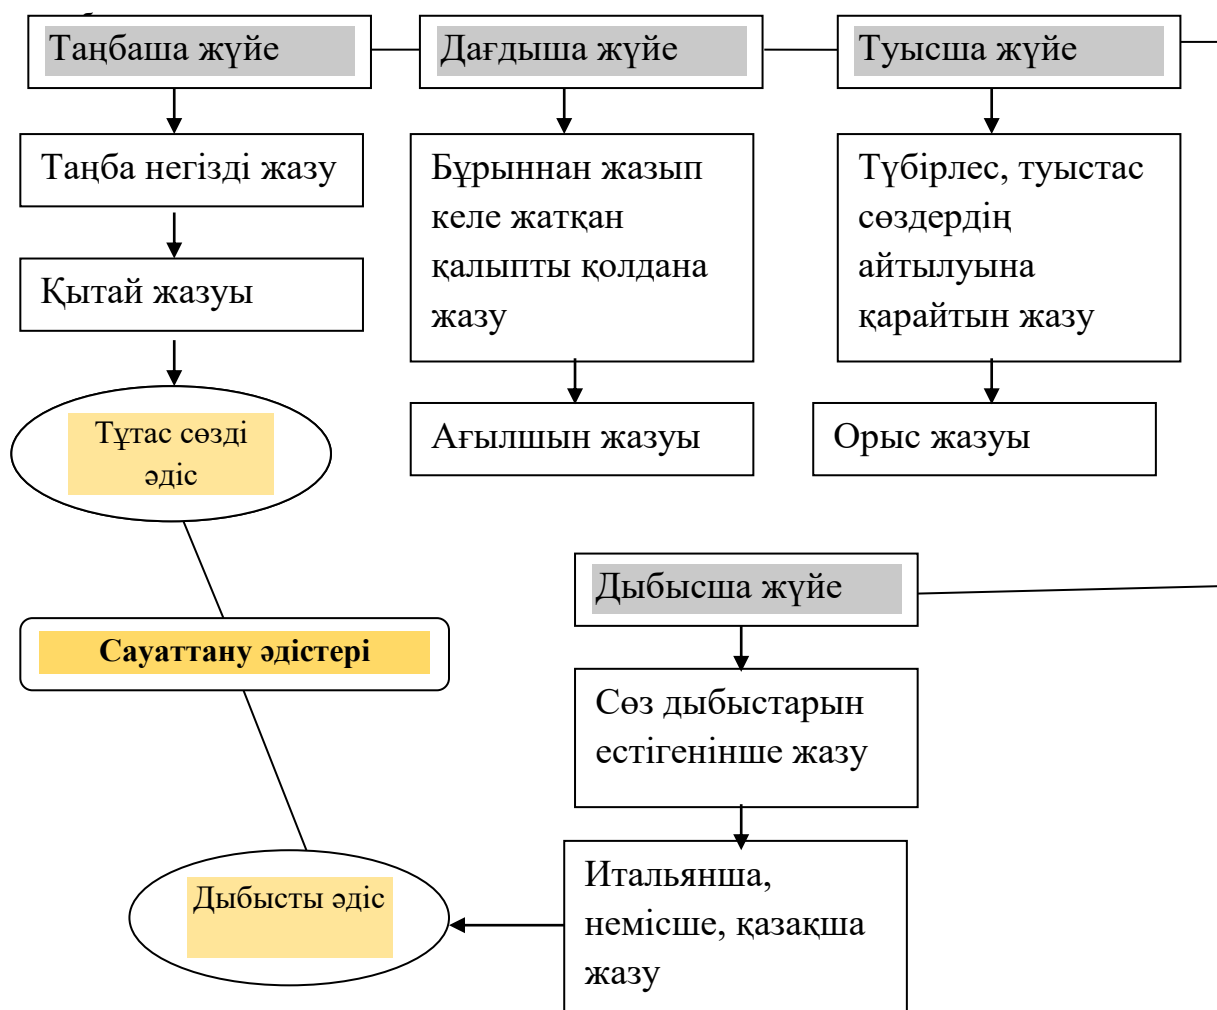 Таңбаша жүйе
Дағдыша жүйе
Туысша жүйе
Таңба негізді жазу
Бұрыннан жазып
келе жатқан
қалыпты қолдана
жазу
Түбірлес, туыстас
сөздердің
айтылуына
қарайтын жазу
Қытай жазуы
Ағылшын жазуы
Орыс жазуы
Тұтас сөзді
әдіс
Дыбысша жүйе
Сауаттану әдістері
Сөз дыбыстарын
естігенінше жазу
Дыбысты әдіс
Итальянша,
немісше, қазақша
жазу